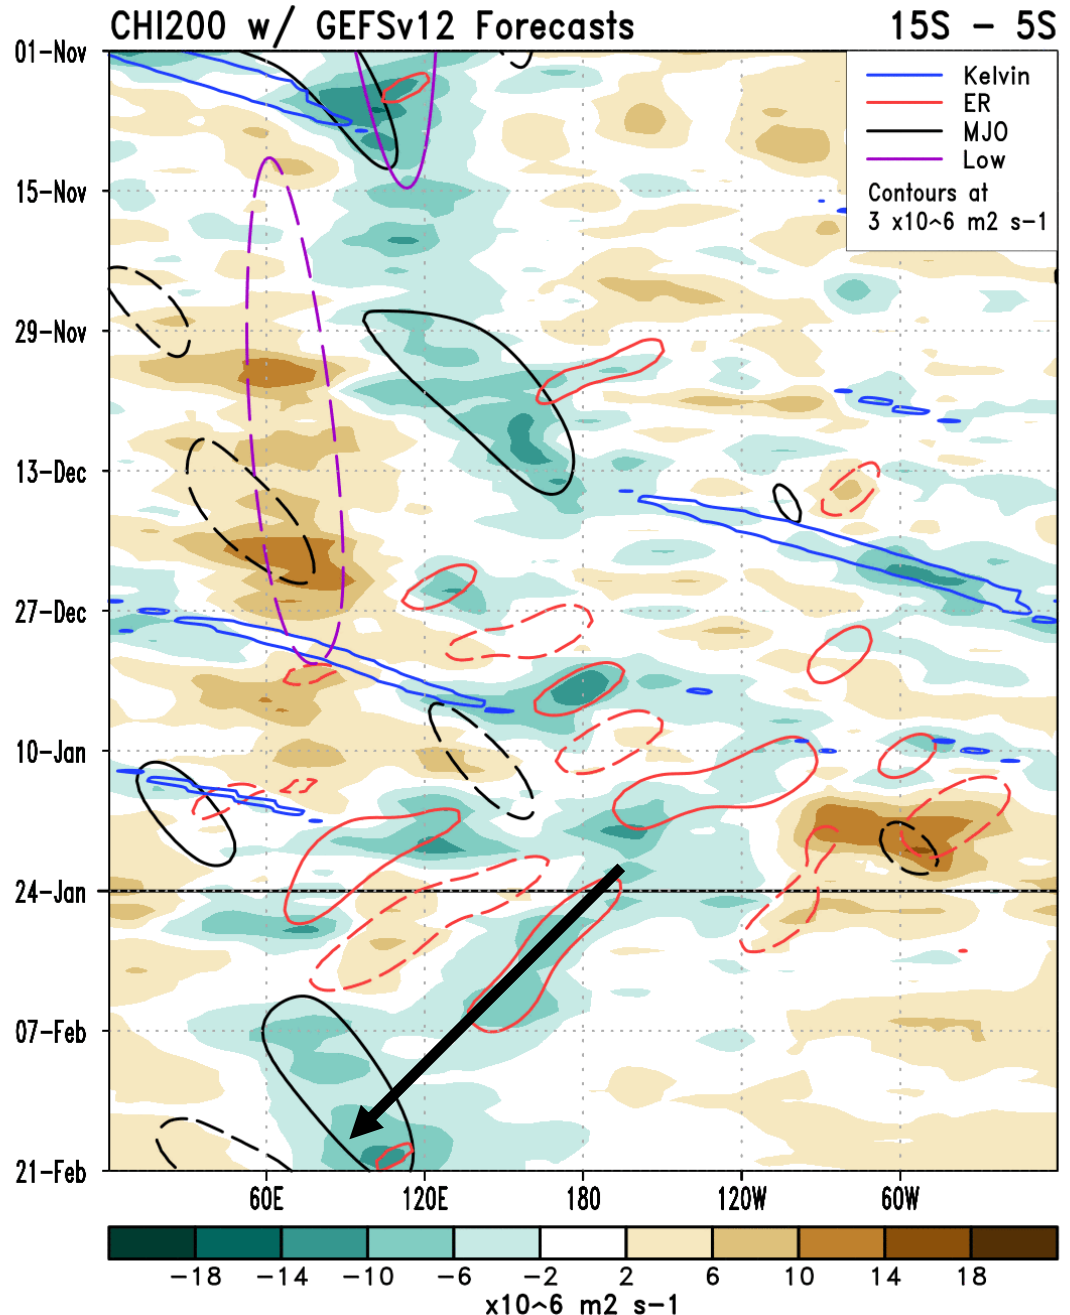 CHI200 w/ GEFSv12 Forecasts 15S - 5S
01-Nov
Kelvin
ER
MJO
Low
Contours at
3 x10^6 m2 s-1
15-Nov
29-Nov
13-Dec
27-Dec
10-Jan
24-Jan
07-Feb
21-Feb
60E 120E 180 120W 60W
-18 -14 -10 -6 -2 2 6 10 14 18
x10^6 m2 s-1